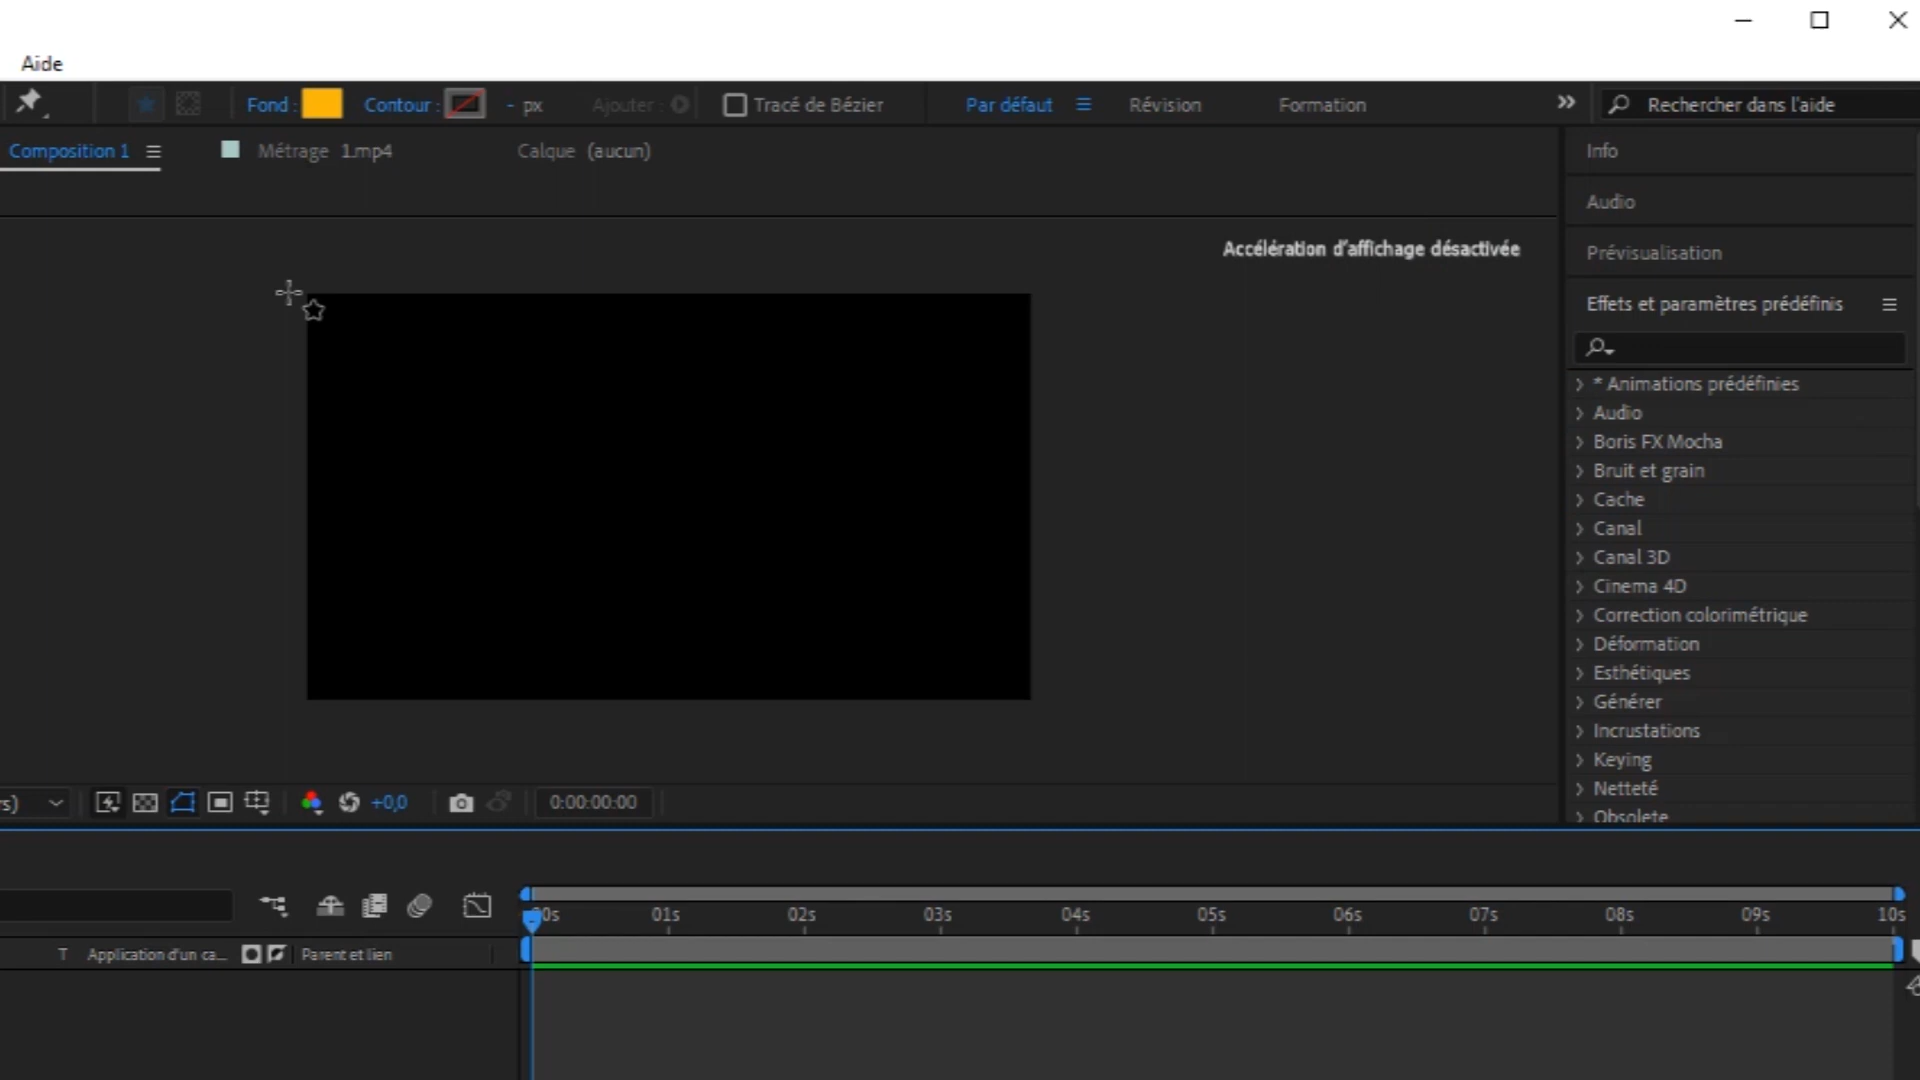 Aide
Fond : Contour : - px Ajouter : Tracé de Bézier Par défaut Révision Formation Rechercher dans l'aide
Composition 1 Métrage 1.mp4 Calque (aucun)
Info
Audio
Accélération d'affichage désactivée
Prévisualisation
Effets et paramètres prédéfinis
* Animations prédéfinies
Audio
Boris FX Mocha
Bruit et grain
Cache
Canal
Canal 3D
Cinema 4D
Correction colorimétrique
Déformation
Esthétiques
Générer
Incrustations
Keying
Netteté
Obsolete
+0,0 0:00:00:00
01s 02s 03s 04s 05s 06s 07s 08s 09s 10s
T Application d'un ca... Parent et lien